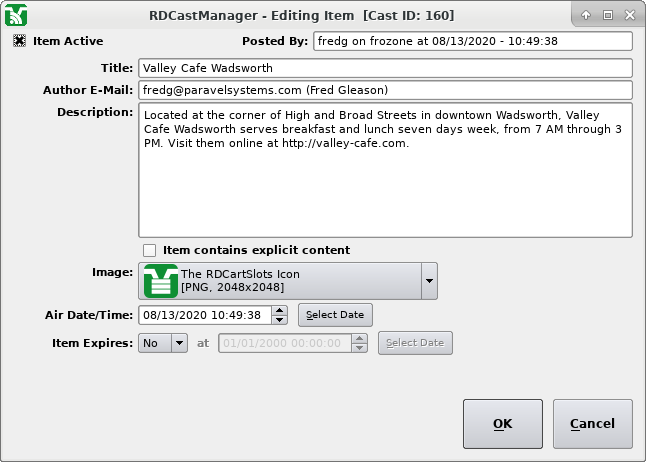 RDCastManager - Editing Item [Cast ID: 160]
Item Active
Posted By: fredg on frozone at 08/13/2020 - 10:49:38
Title: Valley Cafe Wadsworth
Author E-Mail: fredg@paravelsystems.com (Fred Gleason)
Description: Located at the corner of High and Broad Streets in downtown Wadsworth, Valley
Cafe Wadsworth serves breakfast and lunch seven days week, from 7 AM through 3
PM. Visit them online at http://valley-cafe.com.
Item contains explicit content
Image: The RDCartSlots Icon
[PNG, 2048x2048]
Air Date/Time: 08/13/2020 10:49:38 Select Date
Item Expires: No at 01/01/2000 00:00:00 Select Date
OK Cancel